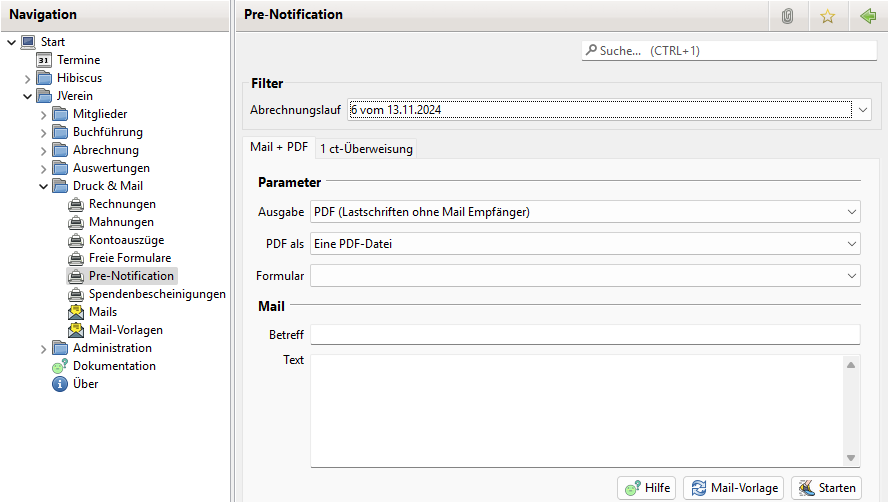 Navigation
Start
31 Termine
Hibiscus
JVerein
Mitglieder
Buchführung
Abrechnung
Auswertungen
Druck & Mail
Rechnungen
Mahnungen
Kontoauszüge
Freie Formulare
Pre-Notification
Spendenbescheinigungen
Mails
Mail-Vorlagen
Administration
Dokumentation
Über
Pre-Notification
Suche... (CTRL+1)
Filter
Abrechnungslauf 6 vom 13.11.2024
Mail + PDF 1 ct-Überweisung
Parameter
Ausgabe PDF (Lastschriften ohne Mail Empfänger)
PDF als Eine PDF-Datei
Formular
Mail
Betreff
Text
Hilfe Mail-Vorlage Starten